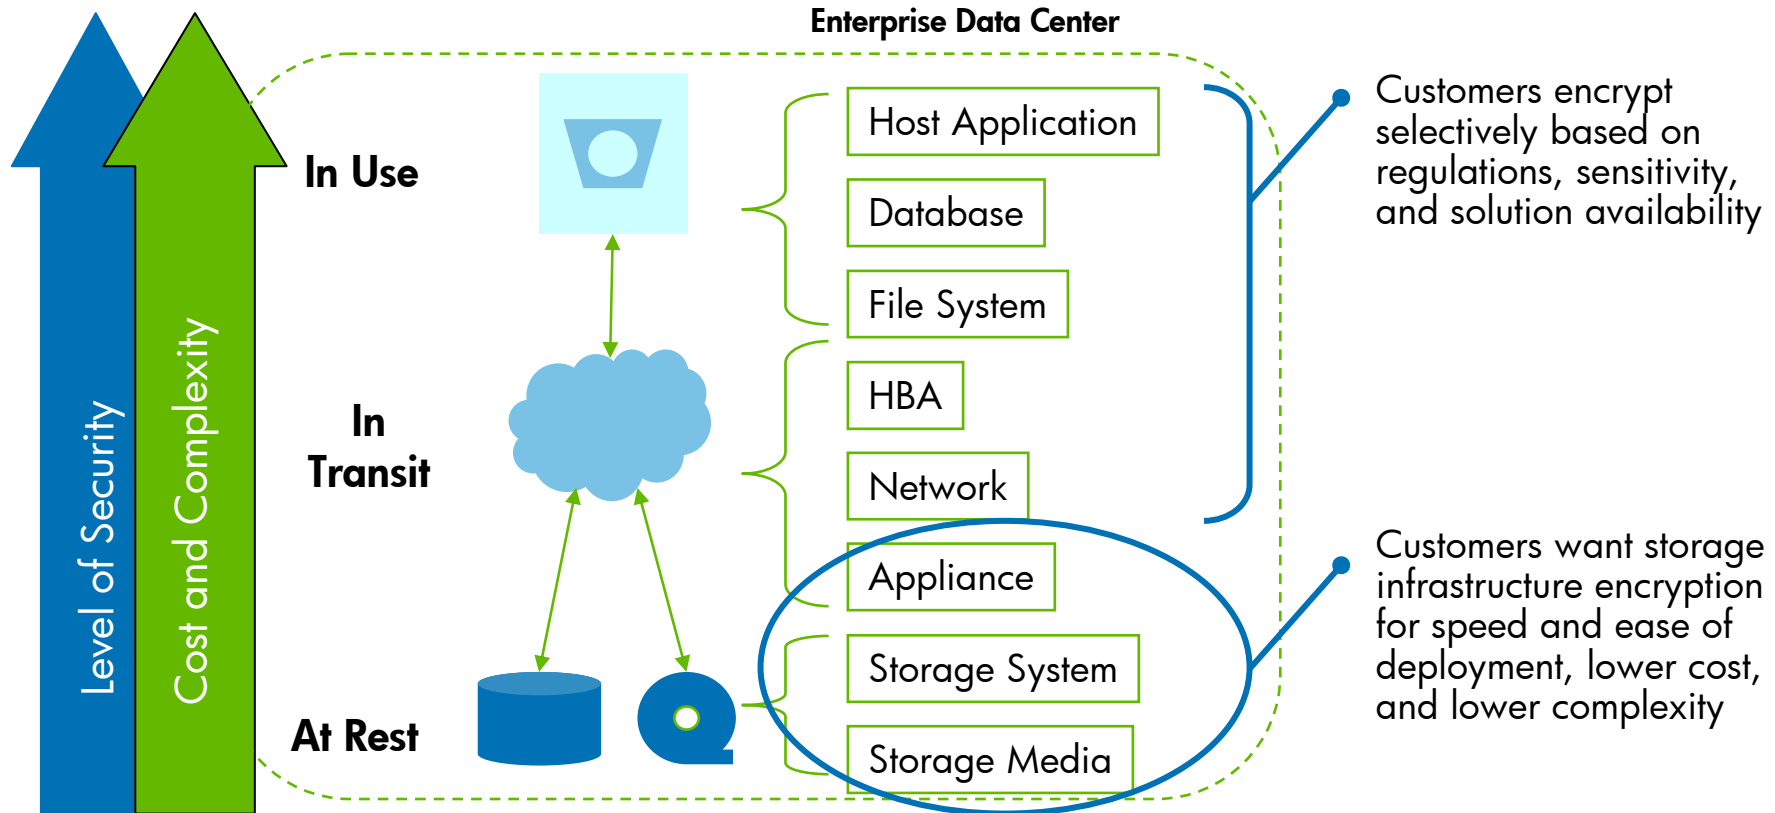 Enterprise Data Center
Level of Security
Cost and Complexity
In Use
Host Application
Database
File System
In
Transit
HBA
Network
Appliance
At Rest
Storage System
Storage Media
Customers encrypt
selectively based on
regulations, sensitivity,
and solution availability
Customers want storage
infrastructure encryption
for speed and ease of
deployment, lower cost,
and lower complexity